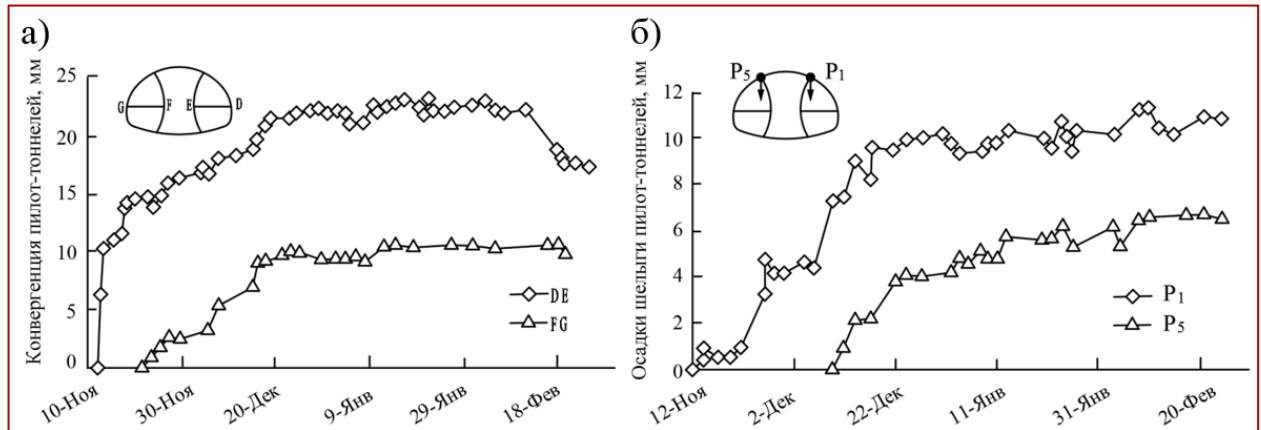 а)
Конвергенция пилот-тоннелей, мм
25
20
15
10
5
0
G F E D
DE
FG
10-Ноя 30-Ноя 20-Дек 9-Янв 29-Янв 18-Фев
б)
Осадки шелыги пилот-тоннелей, мм
12
10
8
6
4
2
0
P5 P1
P1
P5
12-Ноя 2-Дек 22-Дек 11-Янв 31-Янв 20-Фев